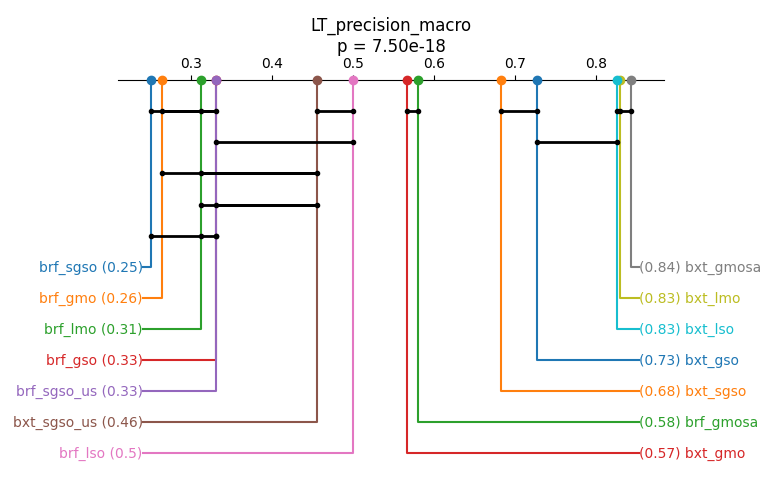 LT_precision_macro
p = 7.50e-18
0.3 0.4 0.5 0.6 0.7 0.8
brf_sgso (0.25) (0.84) bxt_gmosa
brf_gmo (0.26) (0.83) bxt_lmo
brf_lmo (0.31) (0.83) bxt_lso
brf_gso (0.33) (0.73) bxt_gso
brf_sgso_us (0.33) (0.68) bxt_sgso
bxt_sgso_us (0.46) (0.58) brf_gmosa
brf_lso (0.5) (0.57) bxt_gmo